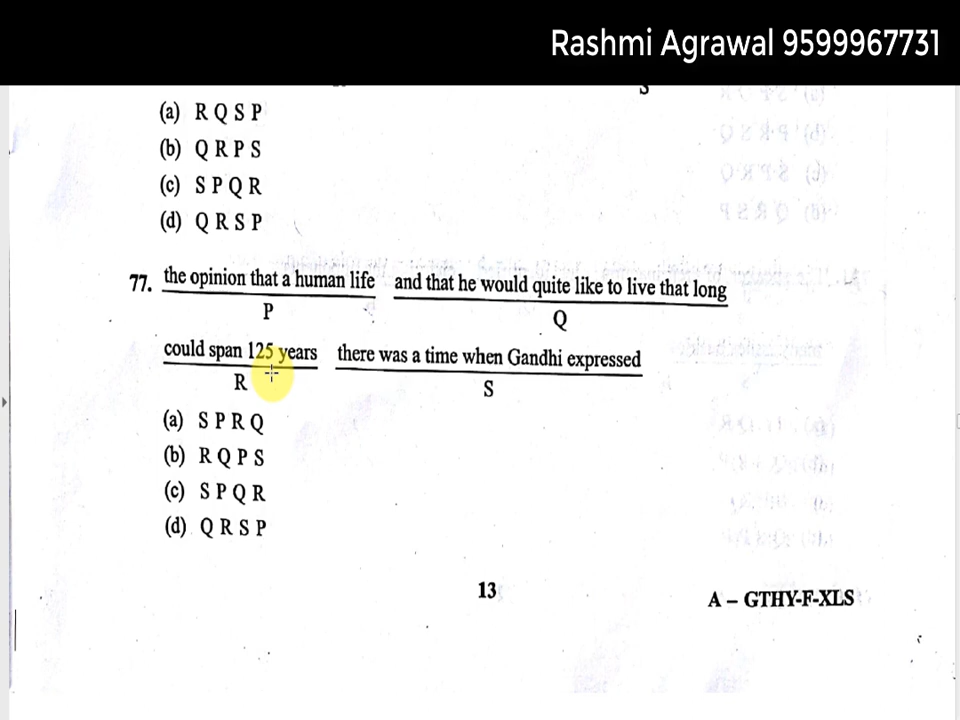 Rashmi Agrawal 9599967731
S
(a) R Q S P
(b) Q R P S
(c) S P Q R
(d) Q R S P
77. the opinion that a human life and that he would quite like to live that long
P Q
could span 125 years there was a time when Gandhi expressed
R S
(a) S P R Q
(b) R Q P S
(c) S P Q R
(d) Q R S P
13
A – GTHY-F-XLS